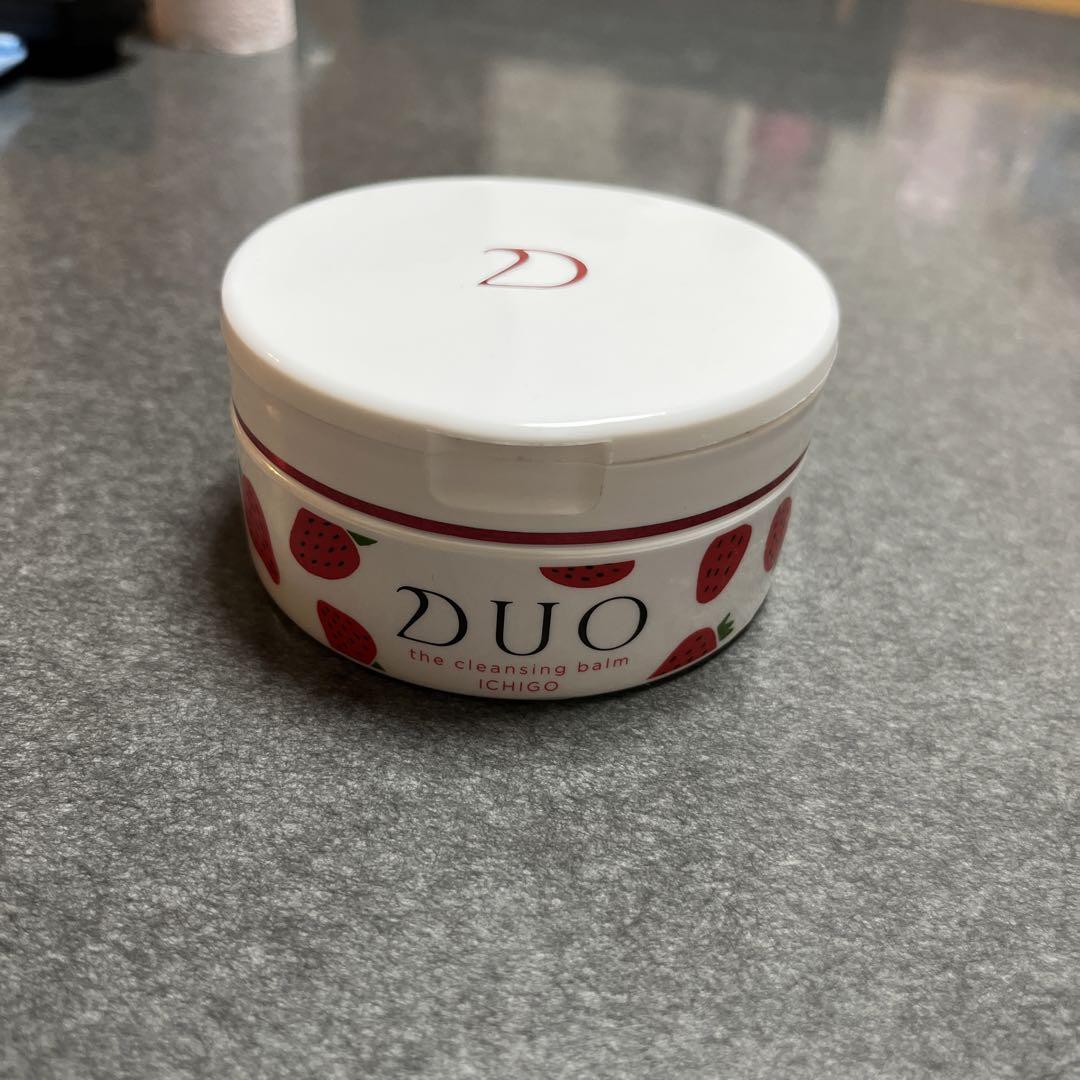 D
DUO
the cleansing balm
ICHIGO